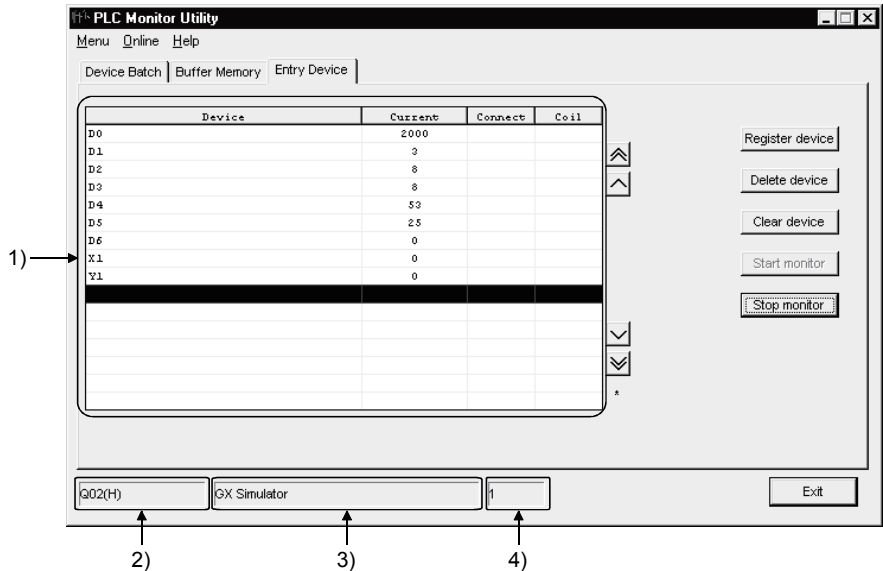 PLC Monitor Utility
Menu Online Help
Device Batch Buffer Memory Entry Device
Device Current Connect Coil
D0 2000
D1 3
D2 8
D3 8
D4 53
D5 25
D6 0
X1 0
Y1 0
Register device
Delete device
Clear device
Start monitor
Stop monitor
*
1)
Q02(H) GX Simulator 1 Exit
2) 3) 4)